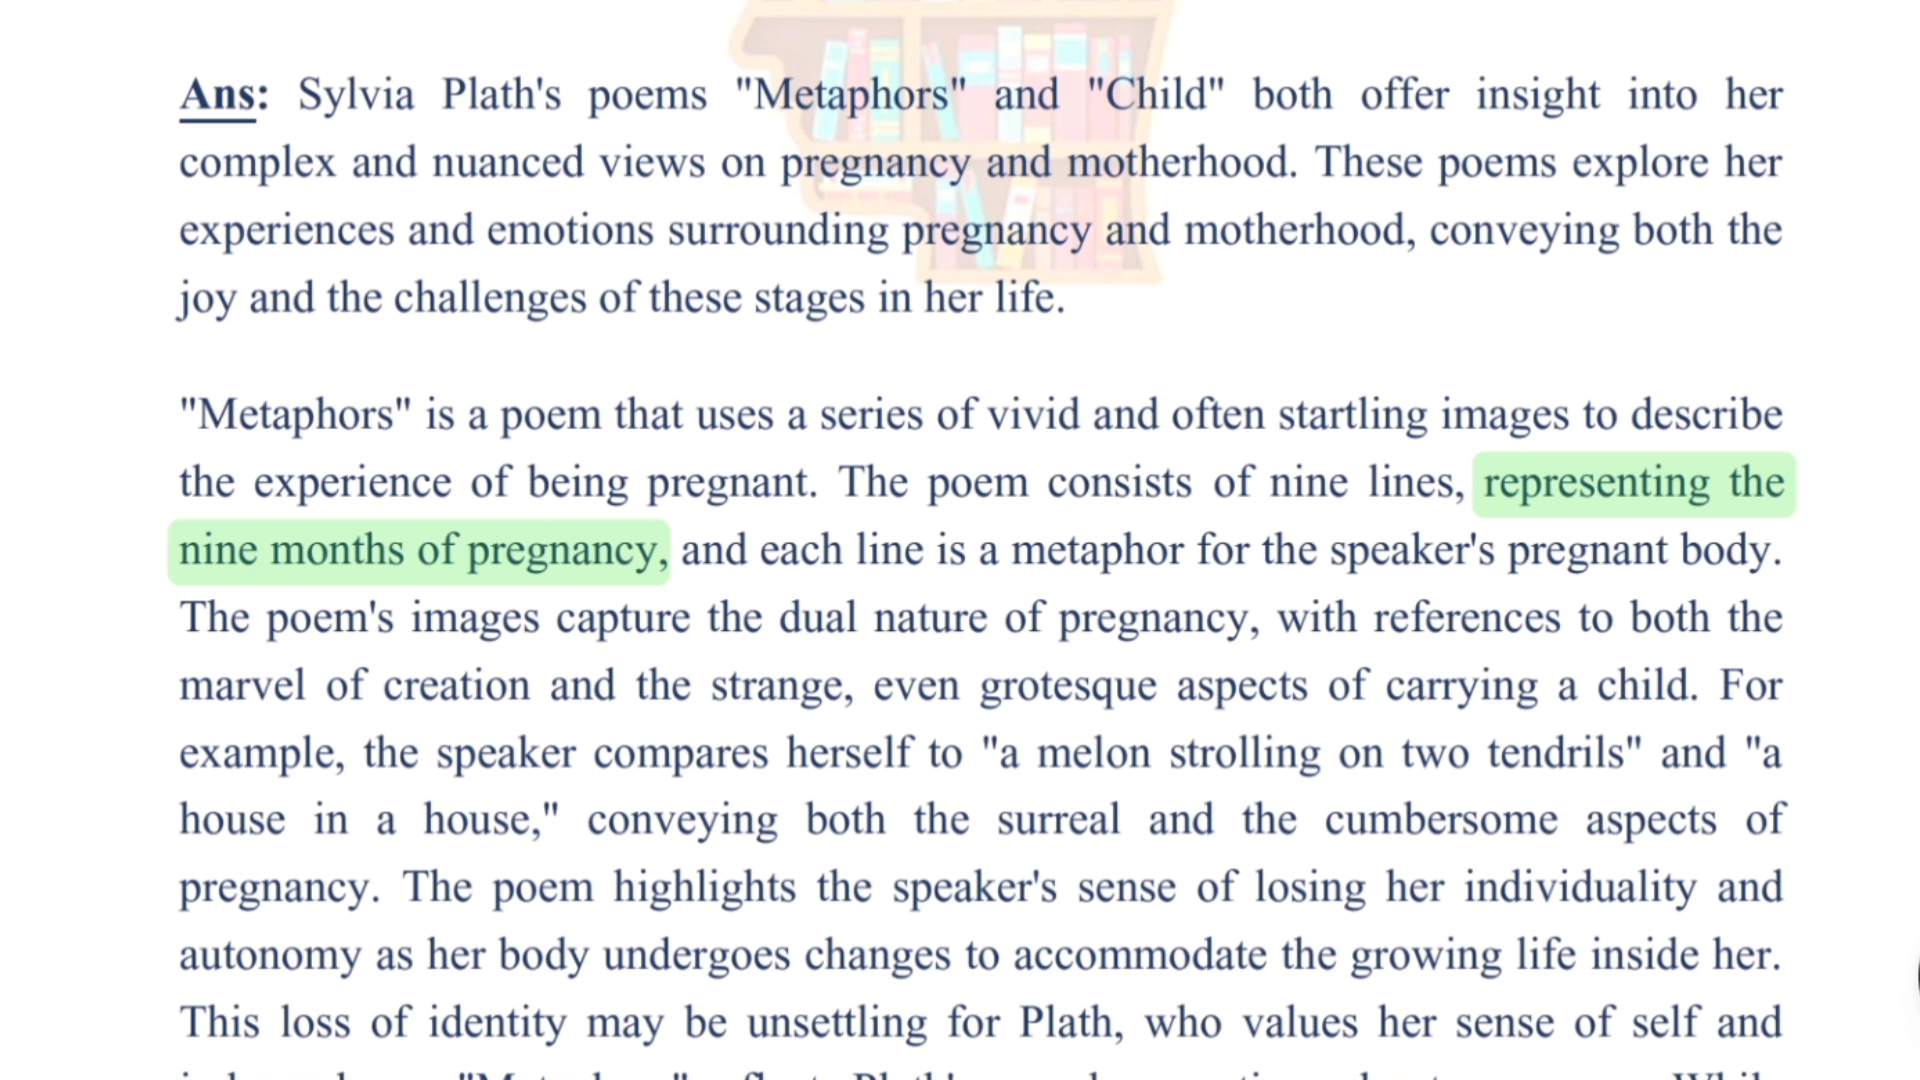 Ans: Sylvia Plath's poems "Metaphors" and "Child" both offer insight into her
complex and nuanced views on pregnancy and motherhood. These poems explore her
experiences and emotions surrounding pregnancy and motherhood, conveying both the
joy and the challenges of these stages in her life.
"Metaphors" is a poem that uses a series of vivid and often startling images to describe
the experience of being pregnant. The poem consists of nine lines, representing the
nine months of pregnancy, and each line is a metaphor for the speaker's pregnant body.
The poem's images capture the dual nature of pregnancy, with references to both the
marvel of creation and the strange, even grotesque aspects of carrying a child. For
example, the speaker compares herself to "a melon strolling on two tendrils" and "a
house in a house," conveying both the surreal and the cumbersome aspects of
pregnancy. The poem highlights the speaker's sense of losing her individuality and
autonomy as her body undergoes changes to accommodate the growing life inside her.
This loss of identity may be unsettling for Plath, who values her sense of self and